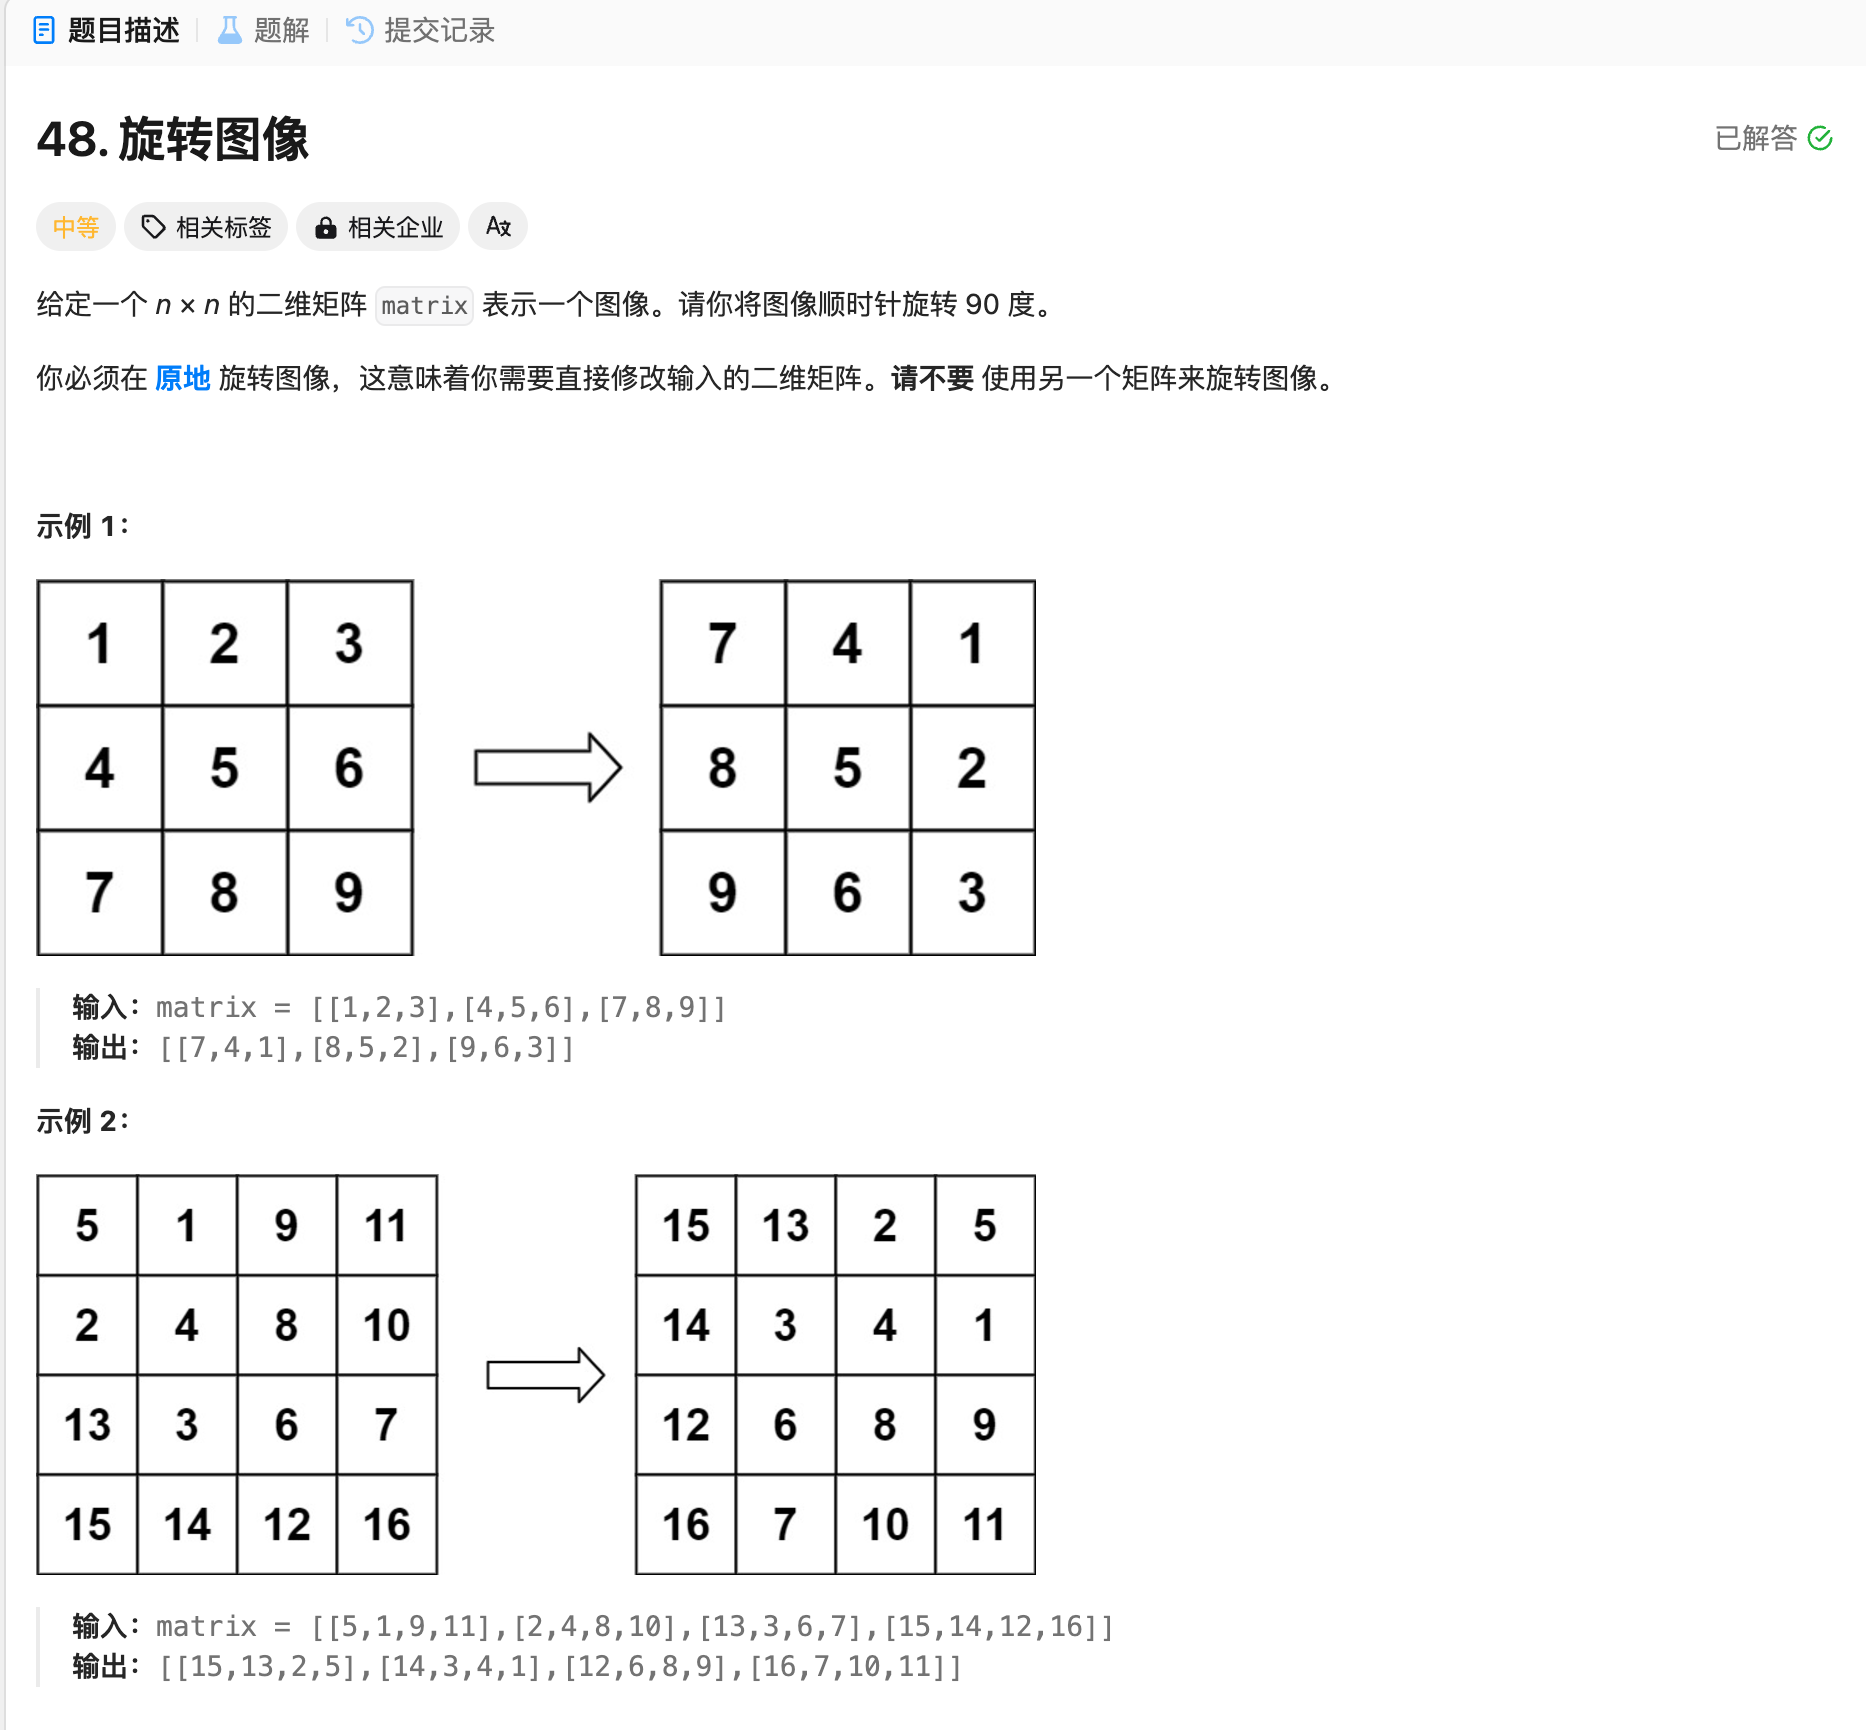 题目描述 | 题解 | 提交记录
48. 旋转图像
已解答
中等 相关标签 相关企业 A文
给定一个 n × n 的二维矩阵 matrix 表示一个图像。请你将图像顺时针旋转 90 度。
你必须在 原地 旋转图像，这意味着你需要直接修改输入的二维矩阵。请不要 使用另一个矩阵来旋转图像。
示例 1：
1 2 3 7 4 1
4 5 6 8 5 2
7 8 9 9 6 3
输入：matrix = [[1,2,3],[4,5,6],[7,8,9]]
输出：[[7,4,1],[8,5,2],[9,6,3]]
示例 2：
5 1 9 11 15 13 2 5
2 4 8 10 14 3 4 1
13 3 6 7 12 6 8 9
15 14 12 16 16 7 10 11
输入：matrix = [[5,1,9,11],[2,4,8,10],[13,3,6,7],[15,14,12,16]]
输出：[[15,13,2,5],[14,3,4,1],[12,6,8,9],[16,7,10,11]]